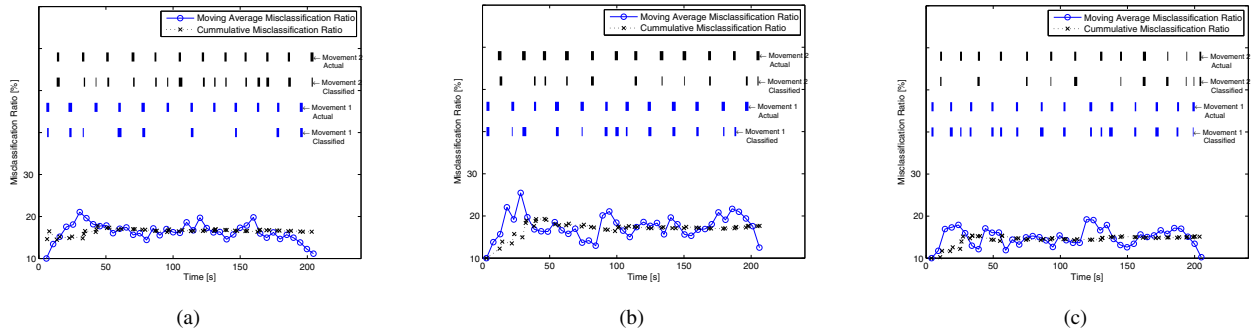 Moving Average Misclassification Ratio
Cummulative Misclassification Ratio
Movement 2
Actual
Movement 2
Classified
Movement 1
Actual
Movement 1
Classified
Misclassification Ratio [%]
40
30
20
10
0
50
100
150
200
Time [s]
(a)
Moving Average Misclassification Ratio
Cummulative Misclassification Ratio
Movement 2
Actual
Movement 2
Classified
Movement 1
Actual
Movement 1
Classified
Misclassification Ratio [%]
40
30
20
10
0
50
100
150
200
Time [s]
(b)
Moving Average Misclassification Ratio
Cummulative Misclassification Ratio
Movement 2
Actual
Movement 2
Classified
Movement 1
Actual
Movement 1
Classified
Misclassification Ratio [%]
40
30
20
10
0
50
100
150
200
Time [s]
(c)